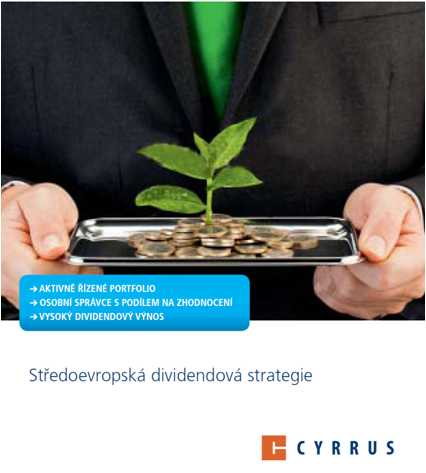 → AKTIVNĚ ŘÍZENÉ PORTFOLIO
→ OSOBNÍ SPRÁVCE S PODÍLEM NA ZHODNOCENÍ
→ VYSOKÝ DIVIDENDOVÝ VÝNOS
Středoevropská dividendová strategie
CYRRUS